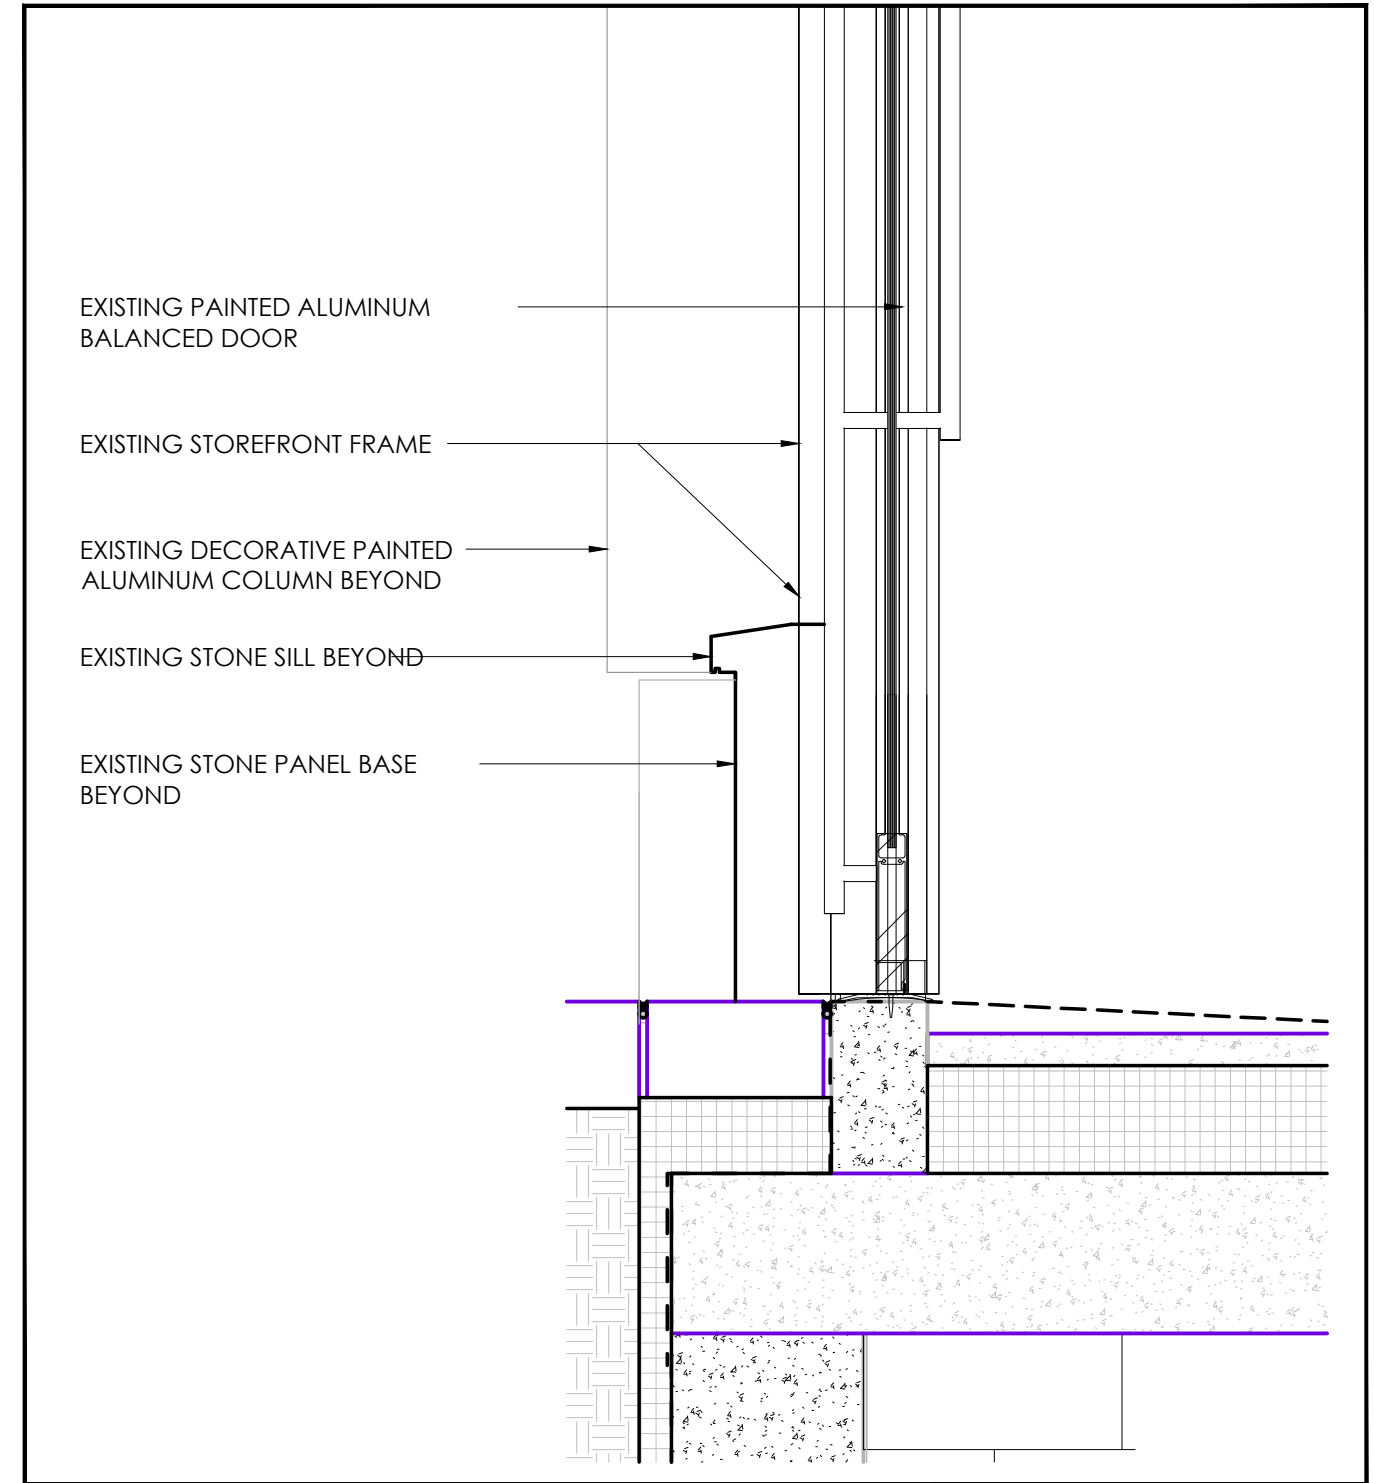 EXISTING PAINTED ALUMINUM
BALANCED DOOR
EXISTING STOREFRONT FRAME
EXISTING DECORATIVE PAINTED
ALUMINUM COLUMN BEYOND
EXISTING STONE SILL BEYOND
EXISTING STONE PANEL BASE
BEYOND